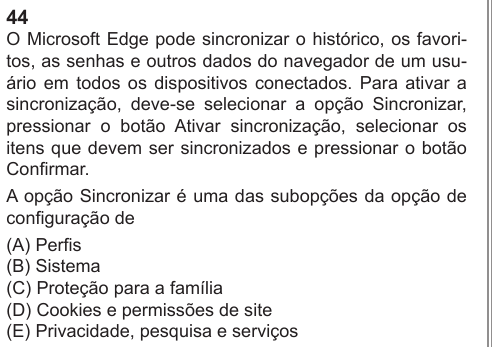 44
O Microsoft Edge pode sincronizar o histórico, os favori-
tos, as senhas e outros dados do navegador de um usu-
ário em todos os dispositivos conectados. Para ativar a
sincronização, deve-se selecionar a opção Sincronizar,
pressionar o botão Ativar sincronização, selecionar os
itens que devem ser sincronizados e pressionar o botão
Confirmar.
A opção Sincronizar é uma das subopções da opção de
configuração de
(A) Perfis
(B) Sistema
(C) Proteção para a família
(D) Cookies e permissões de site
(E) Privacidade, pesquisa e serviços